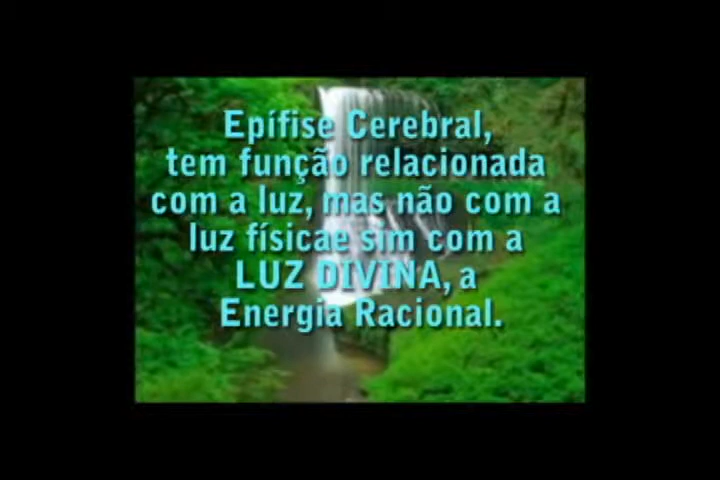 Epífise Cerebral,
tem função relacionada
com a luz, mas não com a
luz físicae sim com a
LUZ DIVINA, a
Energia Racional.